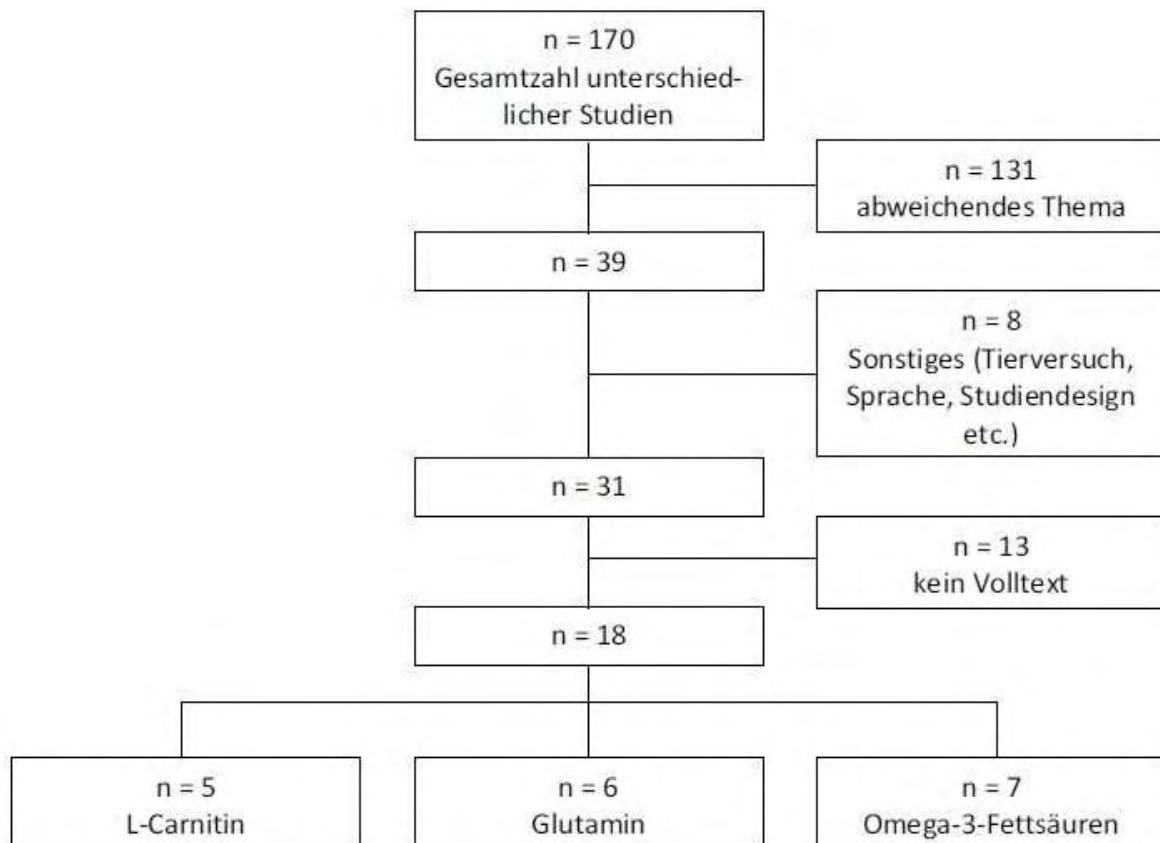 n = 170
Gesamtzahl unterschied-
licher Studien
n = 131
abweichendes Thema
n = 39
n = 8
Sonstiges (Tierversuch,
Sprache, Studiendesign
etc.)
n = 31
n = 13
kein Volltext
n = 18
n = 5
L-Carnitin
n = 6
Glutamin
n = 7
Omega-3-Fettsäuren